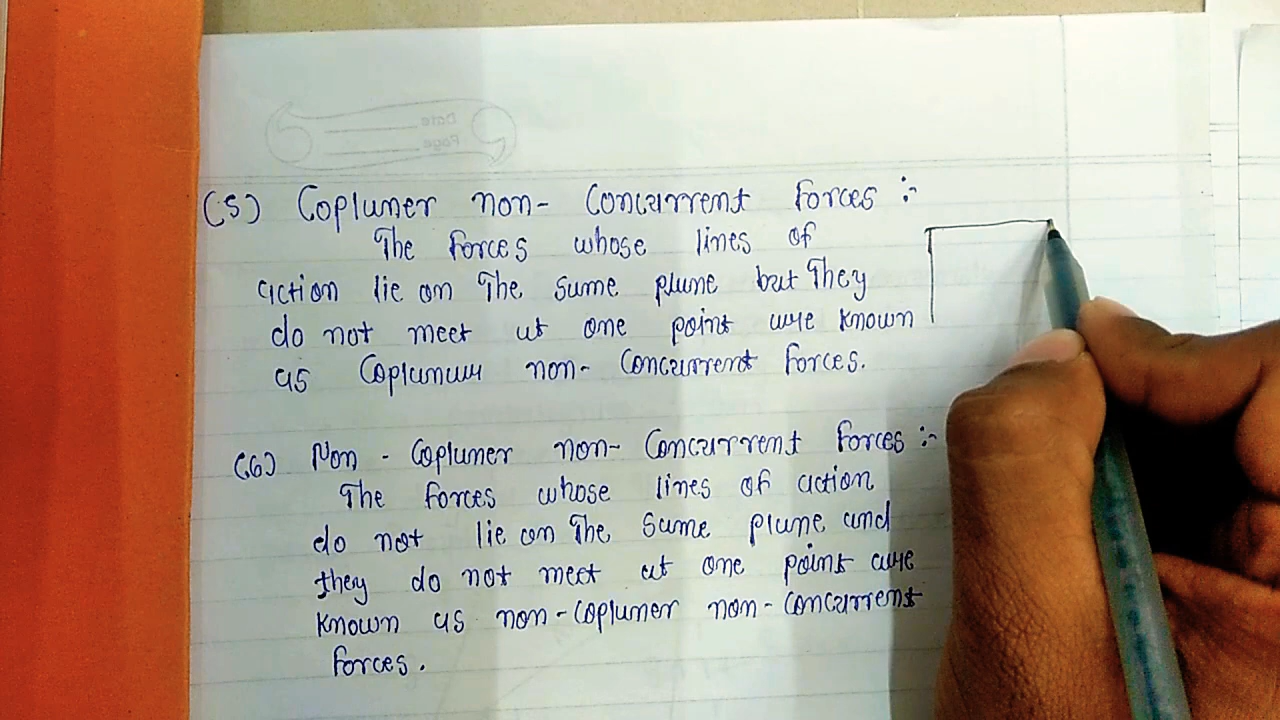 Date
Page
(5) Coplaner non- Concurrent Forces :-
The forces whose lines of
action lie on the same plane but they
do not meet at one point are known
as Coplanar non- Concurrent forces.
(6) Non - Coplaner non- Concurrent forces :-
The forces whose lines of action
do not lie on the same plane and
they do not meet at one point are
known as non-Coplaner non-Concurrent
forces.